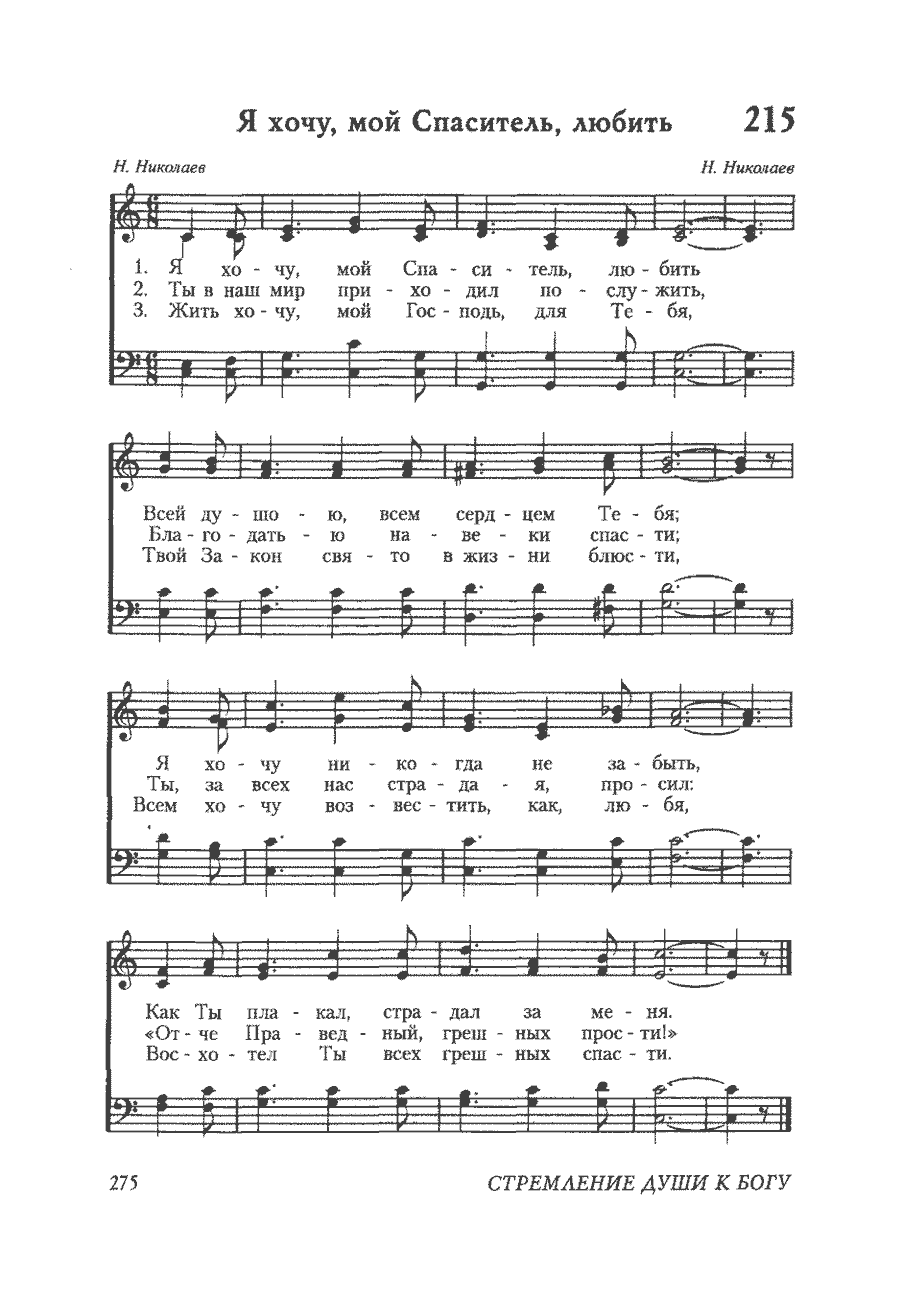 Я хочу, мой Спаситель, любить 215
Н. Николаев Н. Николаев
1. Я хо - чу, мой Спа - си - тель, лю - бить
2. Ты в наш мир при - хо - дил по - слу - жить,
3. Жить хо - чу, мой Гос - подь, для Те - бя,
Всей ду - шо - ю, всем серд - цем Те - бя;
Бла - го - дать - ю на - ве - ки спас - ти;
Твой За - кон свя - то в жиз - ни блюс - ти,
Я хо - чу ни - ко - гда не за - быть,
Ты, за всех нас стра - да - я, про - сил:
Всем хо - чу воз - вес - тить, как, лю - бя,
Как Ты пла - кал, стра - дал за ме - ня.
«От - че Пра - вед - ный, греш - ных прос - ти!»
Вос - хо - тел Ты всех греш - ных спас - ти.
275 СТРЕМЛЕНИЕ ДУШИ К БОГУ